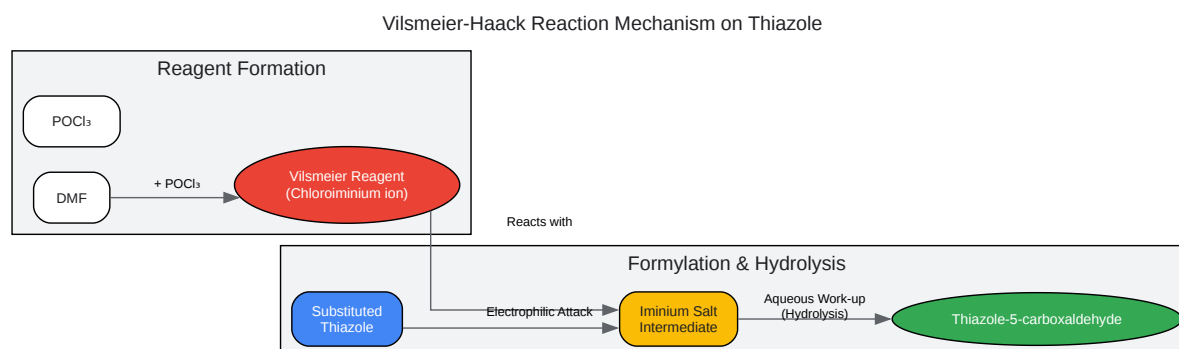 Vilsmeier-Haack Reaction Mechanism on Thiazole
Reagent Formation
POCl₃
DMF
+ POCl₃
Vilsmeier Reagent
(Chloroiminium ion)
Reacts with
Formylation & Hydrolysis
Substituted
Thiazole
Electrophilic Attack
Iminium Salt
Intermediate
Aqueous Work-up
(Hydrolysis)
Thiazole-5-carboxaldehyde